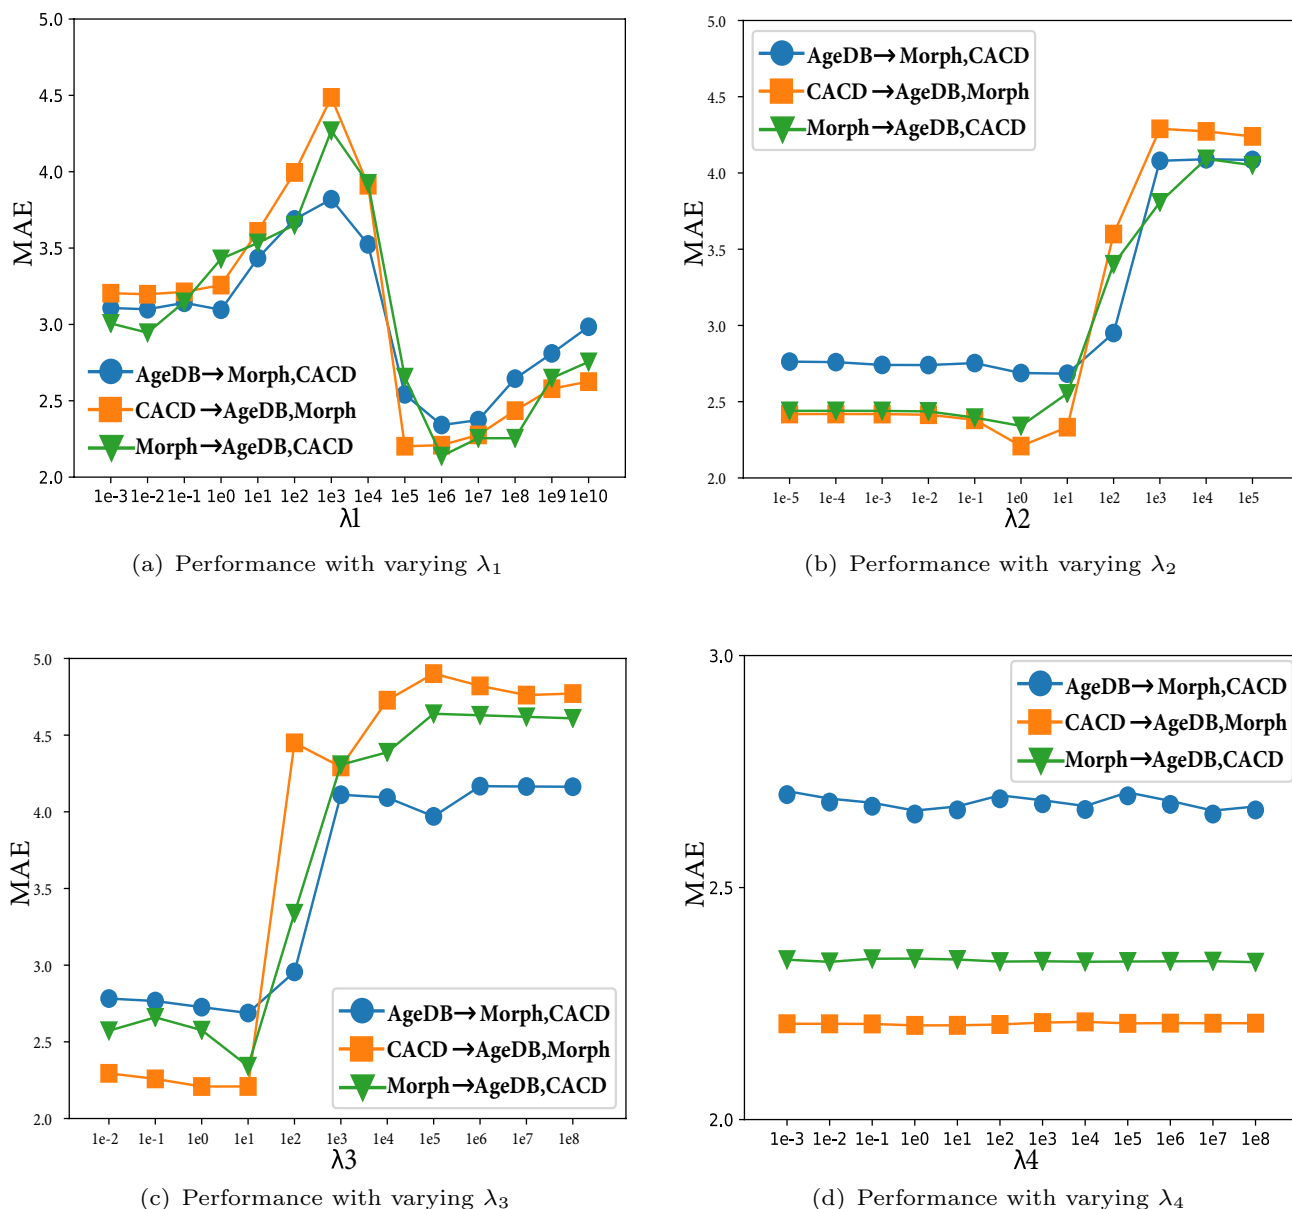 5.0
4.5
4.0
3.5
3.0
2.5
2.0
MAE
AgeDB→Morph,CACD
CACD→AgeDB,Morph
Morph→AgeDB,CACD
1e-3 1e-2 1e-1 1e0 1e1 1e2 1e3 1e4 1e5 1e6 1e7 1e8 1e9 1e10
λ1
(a) Performance with varying λ₁
5.0
4.5
4.0
3.5
3.0
2.5
2.0
MAE
AgeDB→Morph,CACD
CACD→AgeDB,Morph
Morph→AgeDB,CACD
1e-5 1e-4 1e-3 1e-2 1e-1 1e0 1e1 1e2 1e3 1e4 1e5
λ2
(b) Performance with varying λ₂
5.0
4.5
4.0
3.5
3.0
2.5
2.0
MAE
AgeDB→Morph,CACD
CACD→AgeDB,Morph
Morph→AgeDB,CACD
1e-2 1e-1 1e0 1e1 1e2 1e3 1e4 1e5 1e6 1e7 1e8
λ3
(c) Performance with varying λ₃
3.0
2.5
2.0
MAE
AgeDB→Morph,CACD
CACD→AgeDB,Morph
Morph→AgeDB,CACD
1e-3 1e-2 1e-1 1e0 1e1 1e2 1e3 1e4 1e5 1e6 1e7 1e8
λ4
(d) Performance with varying λ₄